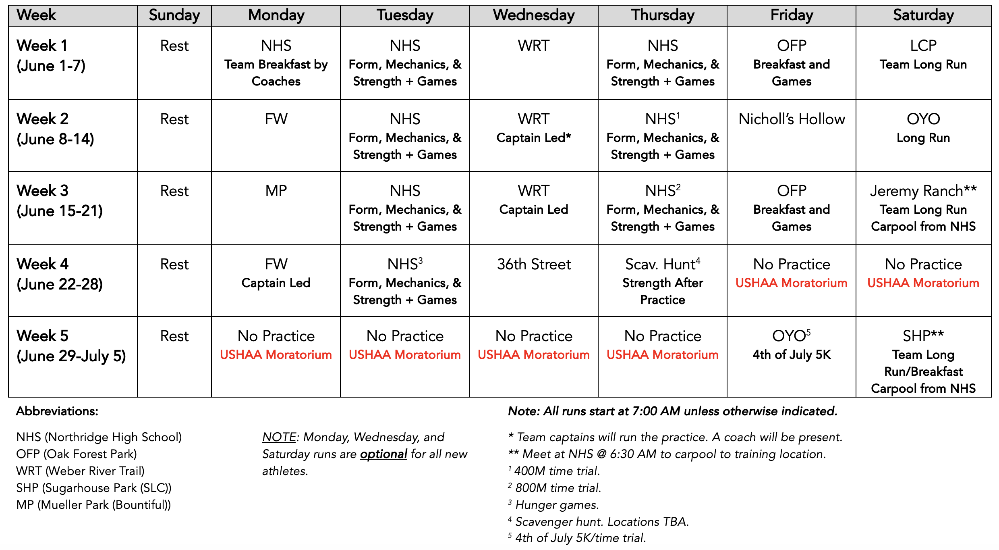 Week Sunday Monday Tuesday Wednesday Thursday Friday Saturday
Week 1 Rest NHS NHS WRT NHS OFP LCP
(June 1-7) Team Breakfast by Form, Mechanics, & Form, Mechanics, & Breakfast and Team Long Run
Coaches Strength + Games Strength + Games Games
Week 2 Rest FW NHS WRT NHS¹ Nicholl’s Hollow OYO
(June 8-14) Form, Mechanics, & Captain Led* Form, Mechanics, & Long Run
Strength + Games Strength + Games
Week 3 Rest MP NHS WRT NHS² OFP Jeremy Ranch**
(June 15-21) Form, Mechanics, & Captain Led Form, Mechanics, & Breakfast and Team Long Run
Strength + Games Strength + Games Games Carpool from NHS
Week 4 Rest FW NHS³ 36th Street Scav. Hunt⁴ No Practice No Practice
(June 22-28) Captain Led Form, Mechanics, & Strength After USHAA Moratorium USHAA Moratorium
Strength + Games Practice
Week 5 Rest No Practice No Practice No Practice No Practice OYO⁵ SHP**
(June 29-July 5) USHAA Moratorium USHAA Moratorium USHAA Moratorium USHAA Moratorium 4th of July 5K Team Long
Run/Breakfast
Carpool from NHS
Abbreviations:
NHS (Northridge High School)
OFP (Oak Forest Park)
WRT (Weber River Trail)
SHP (Sugarhouse Park (SLC))
MP (Mueller Park (Bountiful))
NOTE: Monday, Wednesday, and
Saturday runs are optional for all new
athletes.
Note: All runs start at 7:00 AM unless otherwise indicated.
* Team captains will run the practice. A coach will be present.
** Meet at NHS @ 6:30 AM to carpool to training location.
¹ 400M time trial.
² 800M time trial.
³ Hunger games.
⁴ Scavenger hunt. Locations TBA.
⁵ 4th of July 5K/time trial.